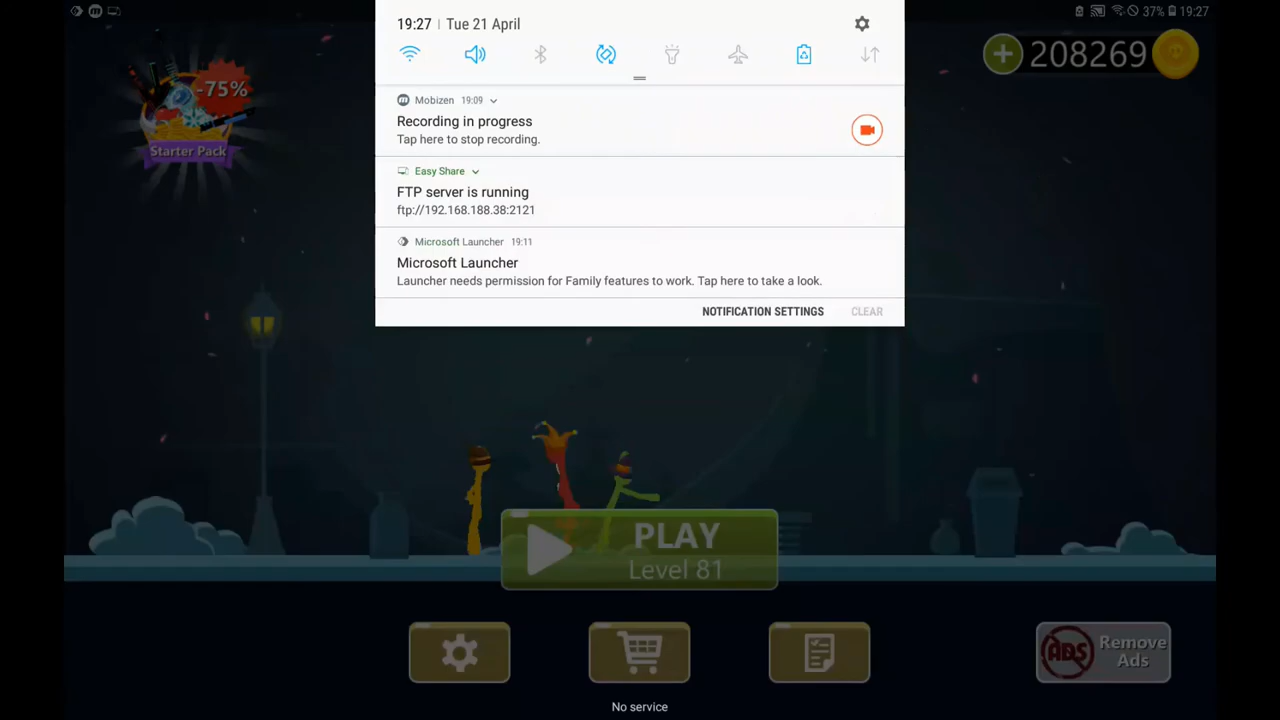 19:27 | Tue 21 April
37% 19:27
-75%
Starter Pack
208269
Mobizen 19:09
Recording in progress
Tap here to stop recording.
Easy Share
FTP server is running
ftp://192.168.188.38:2121
Microsoft Launcher 19:11
Microsoft Launcher
Launcher needs permission for Family features to work. Tap here to take a look.
NOTIFICATION SETTINGS CLEAR
PLAY
Level 81
ADS
Remove
Ads
No service